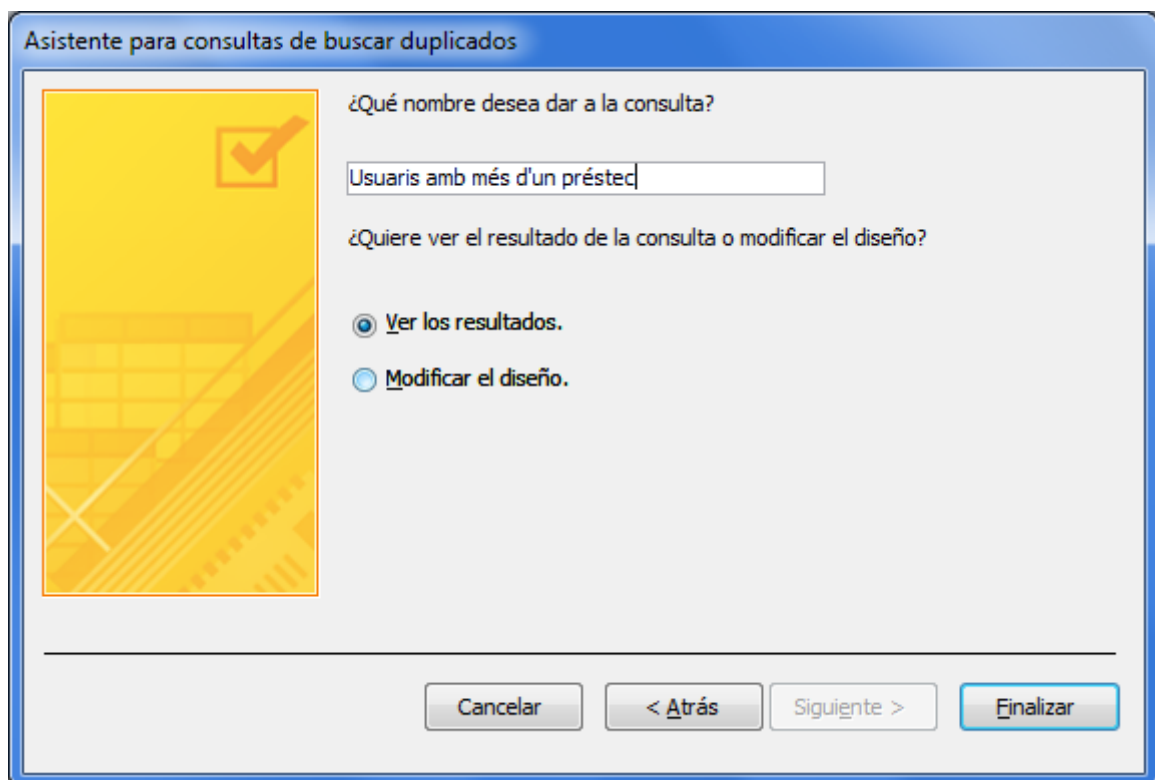 Asistente para consultas de buscar duplicados
¿Qué nombre desea dar a la consulta?
Usuaris amb més d'un préstec
¿Quiere ver el resultado de la consulta o modificar el diseño?
Ver los resultados.
Modificar el diseño.
Cancelar
< Atrás
Siguiente >
Finalizar